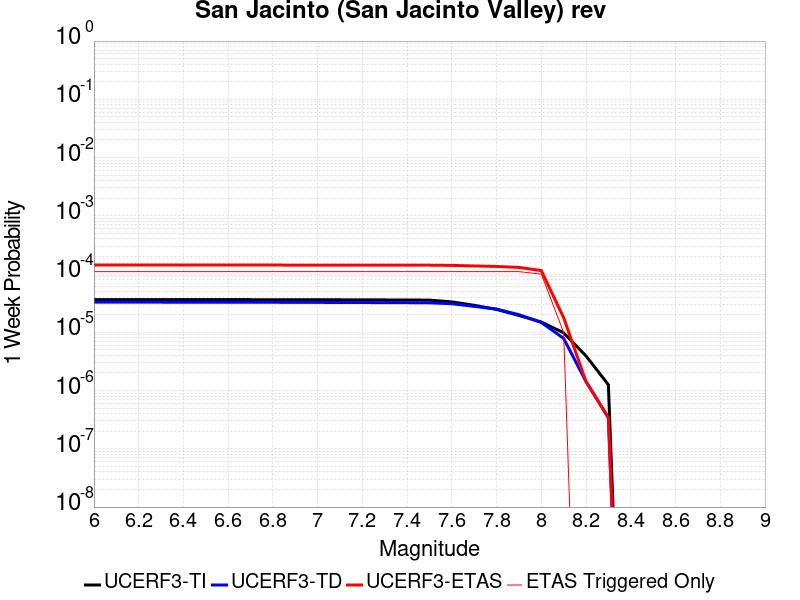 San Jacinto (San Jacinto Valley) rev
10^0
10^-1
10^-2
10^-3
10^-4
10^-5
10^-6
10^-7
10^-8
1 Week Probability
6 6.2 6.4 6.6 6.8 7 7.2 7.4 7.6 7.8 8 8.2 8.4 8.6 8.8 9
Magnitude
UCERF3-TI UCERF3-TD UCERF3-ETAS ETAS Triggered Only